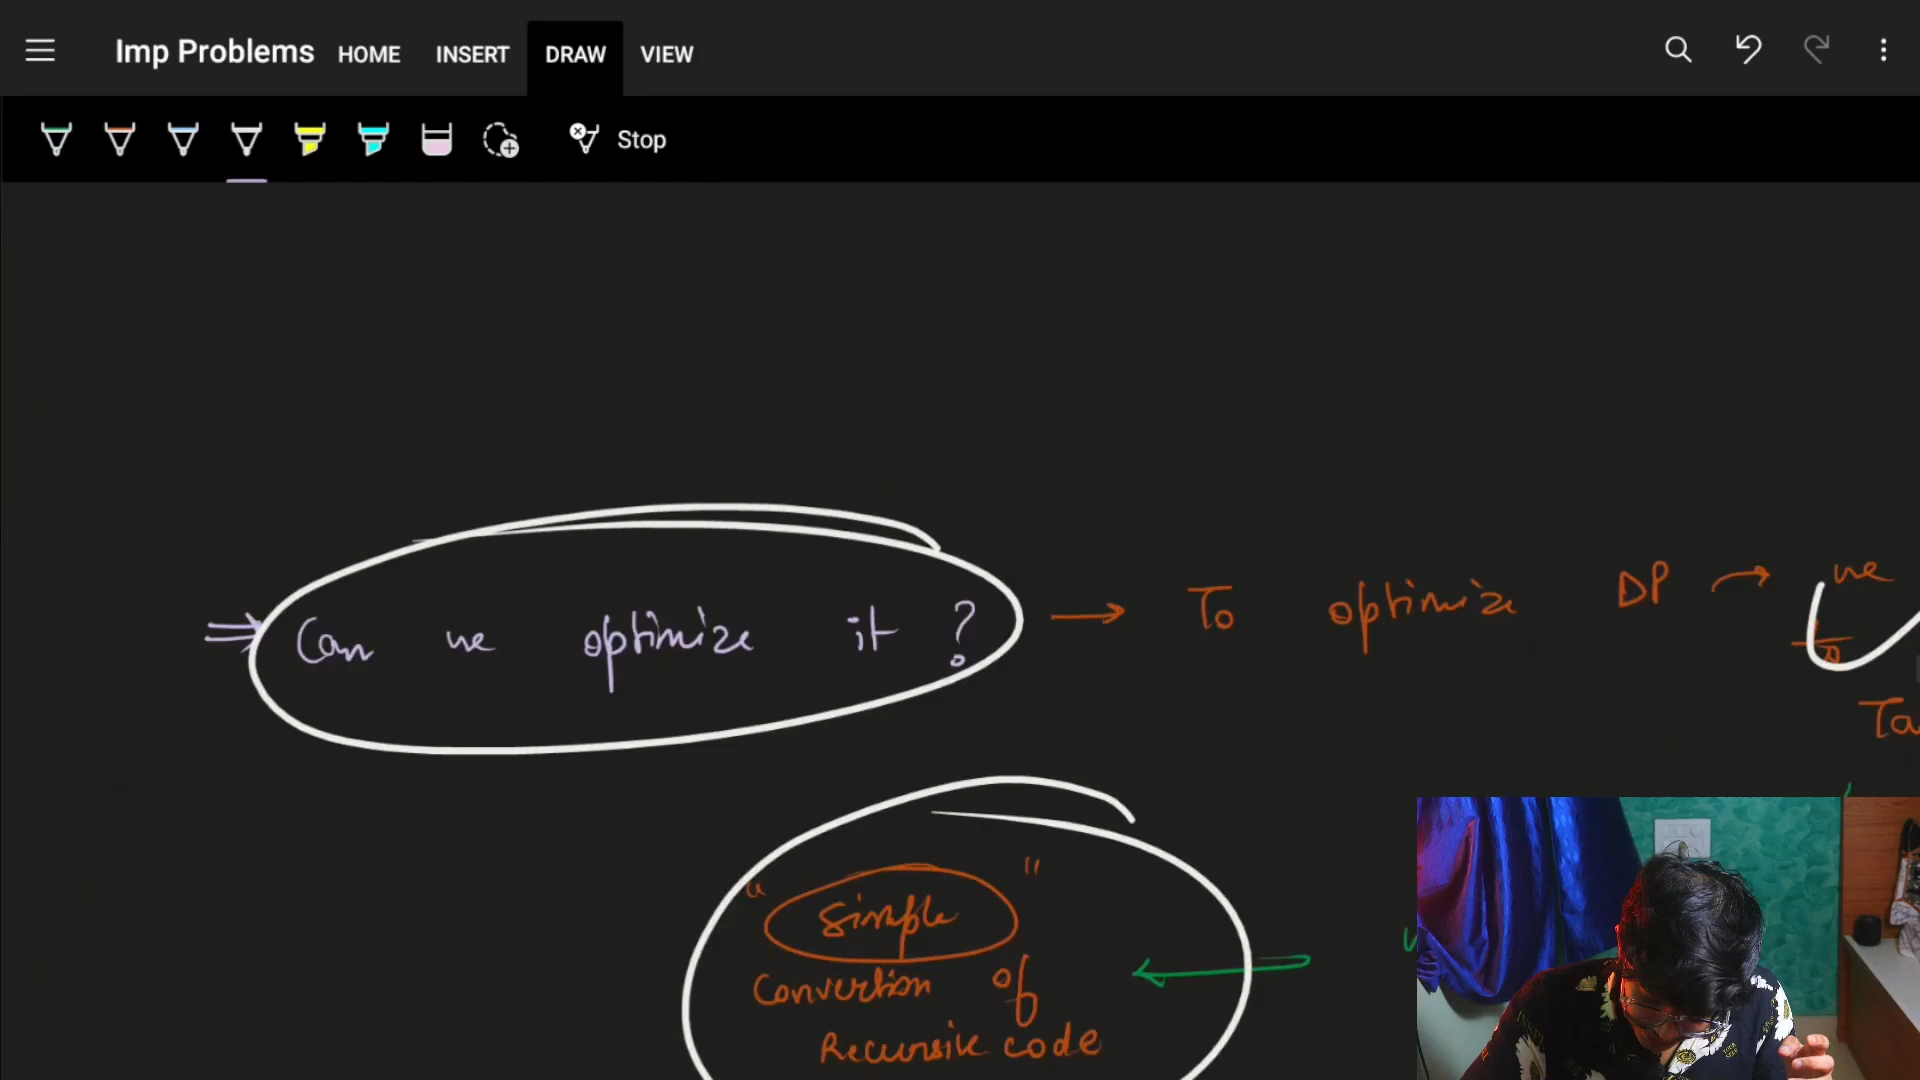 Imp Problems HOME INSERT DRAW VIEW
Stop
Can we optimize it ? → To optimize DP → we
Ta
"Simple"
Convertion of
Recursive code